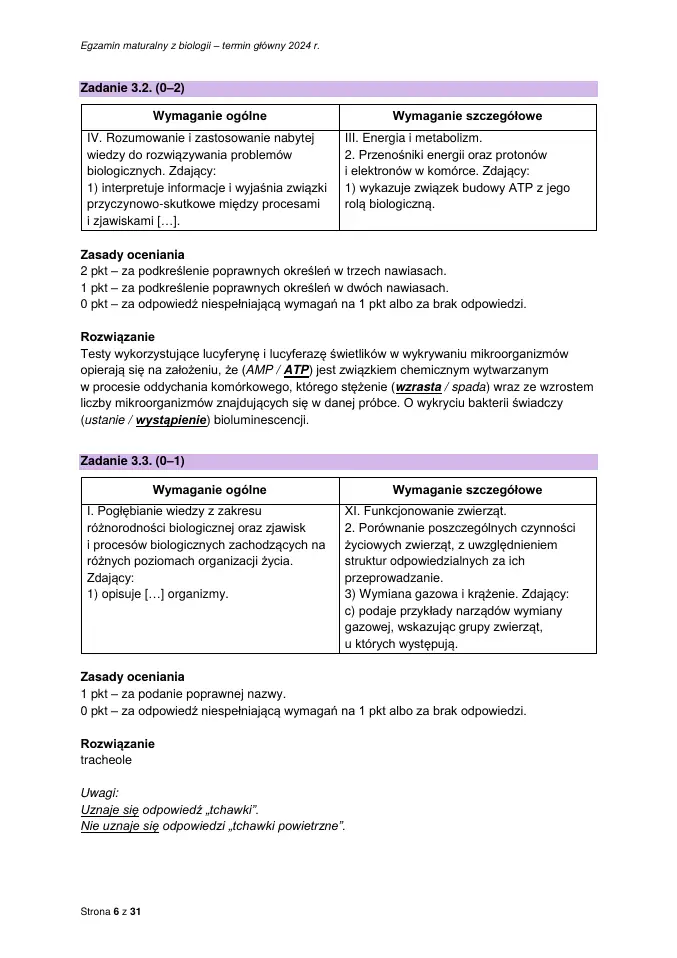 Egzamin maturalny z biologii – termin główny 2024 r.
Zadanie 3.2. (0–2)
Wymaganie ogólne
Wymaganie szczegółowe
IV. Rozumowanie i zastosowanie nabytej
wiedzy do rozwiązywania problemów
biologicznych. Zdający:
1) interpretuje informacje i wyjaśnia związki
przyczynowo-skutkowe między procesami
i zjawiskami […].
III. Energia i metabolizm.
2. Przenośniki energii oraz protonów
i elektronów w komórce. Zdający:
1) wykazuje związek budowy ATP z jego
rolą biologiczną.
Zasady oceniania
2 pkt – za podkreślenie poprawnych określeń w trzech nawiasach.
1 pkt – za podkreślenie poprawnych określeń w dwóch nawiasach.
0 pkt – za odpowiedź niespełniającą wymagań na 1 pkt albo za brak odpowiedzi.
Rozwiązanie
Testy wykorzystujące lucyferynę i lucyferazę świetlików w wykrywaniu mikroorganizmów
opierają się na założeniu, że (AMP / ATP) jest związkiem chemicznym wytwarzanym
w procesie oddychania komórkowego, którego stężenie (wzrasta / spada) wraz ze wzrostem
liczby mikroorganizmów znajdujących się w danej próbce. O wykryciu bakterii świadczy
(ustanie / wystąpienie) bioluminescencji.
Zadanie 3.3. (0–1)
Wymaganie ogólne
Wymaganie szczegółowe
I. Pogłębianie wiedzy z zakresu
różnorodności biologicznej oraz zjawisk
i procesów biologicznych zachodzących na
różnych poziomach organizacji życia.
Zdający:
1) opisuje […] organizmy.
XI. Funkcjonowanie zwierząt.
2. Porównanie poszczególnych czynności
życiowych zwierząt, z uwzględnieniem
struktur odpowiedzialnych za ich
przeprowadzanie.
3) Wymiana gazowa i krążenie. Zdający:
c) podaje przykłady narządów wymiany
gazowej, wskazując grupy zwierząt,
u których występują.
Zasady oceniania
1 pkt – za podanie poprawnej nazwy.
0 pkt – za odpowiedź niespełniającą wymagań na 1 pkt albo za brak odpowiedzi.
Rozwiązanie
tracheole
Uwagi:
Uznaje się odpowiedź „tchawki”.
Nie uznaje się odpowiedzi „tchawki powietrzne”.
Strona 6 z 31